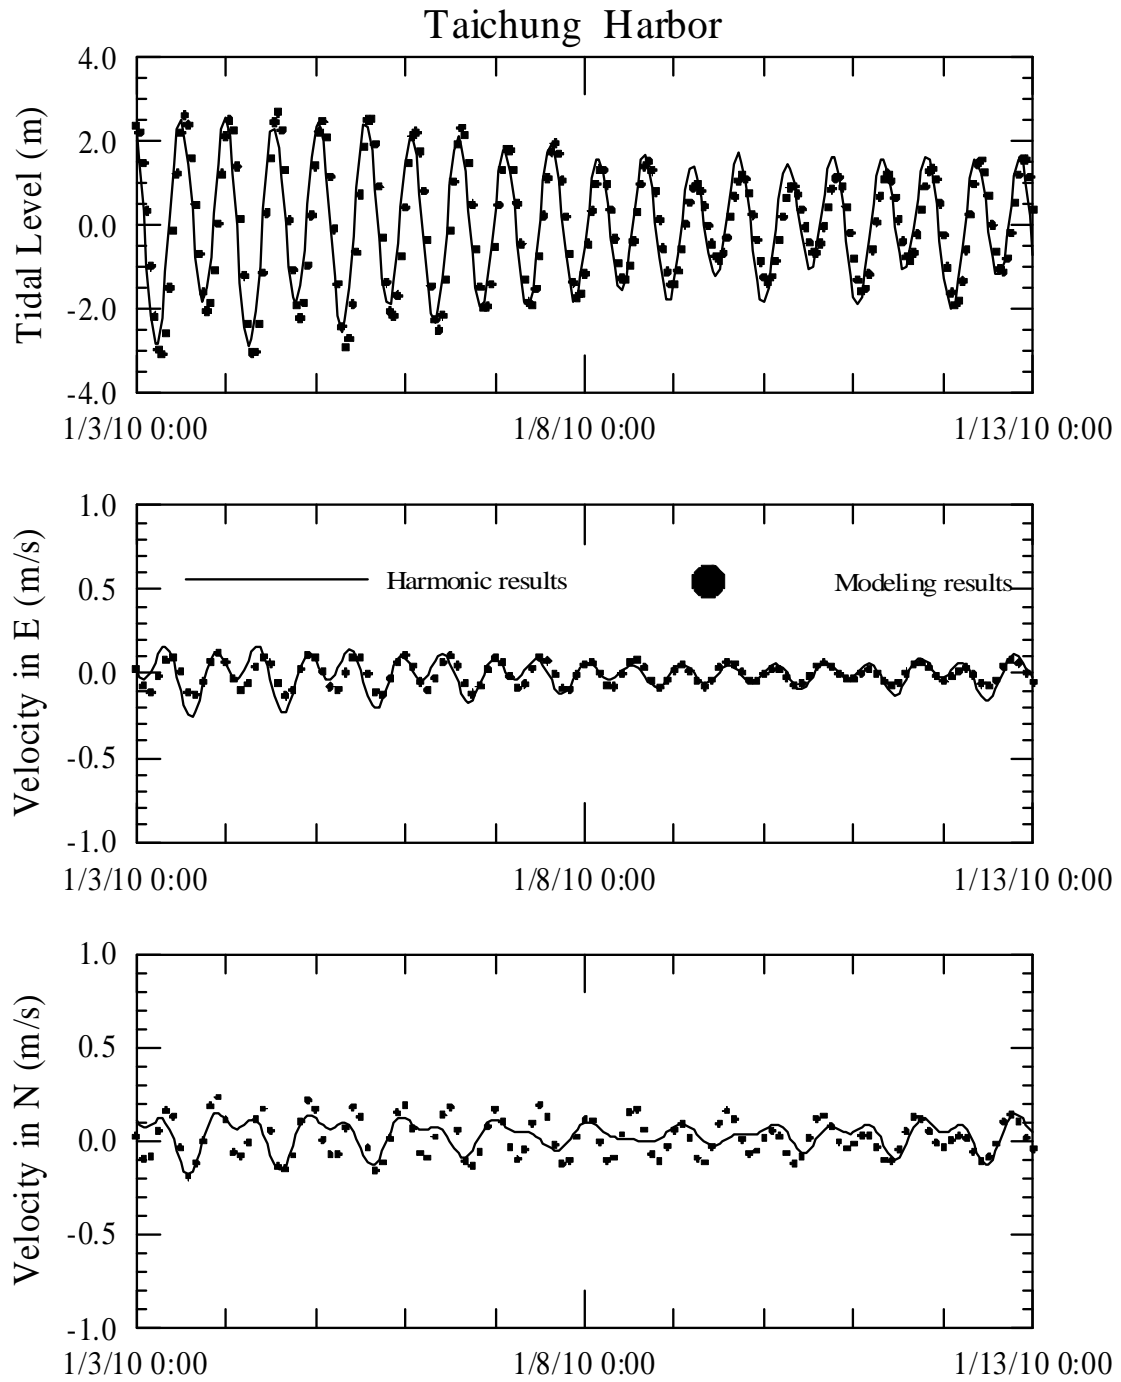 Taichung Harbor
4.0
2.0
0.0
-2.0
-4.0
Tidal Level (m)
1/3/10 0:00 1/8/10 0:00 1/13/10 0:00
1.0
0.5
0.0
-0.5
-1.0
Velocity in E (m/s)
Harmonic results Modeling results
1/3/10 0:00 1/8/10 0:00 1/13/10 0:00
1.0
0.5
0.0
-0.5
-1.0
Velocity in N (m/s)
1/3/10 0:00 1/8/10 0:00 1/13/10 0:00